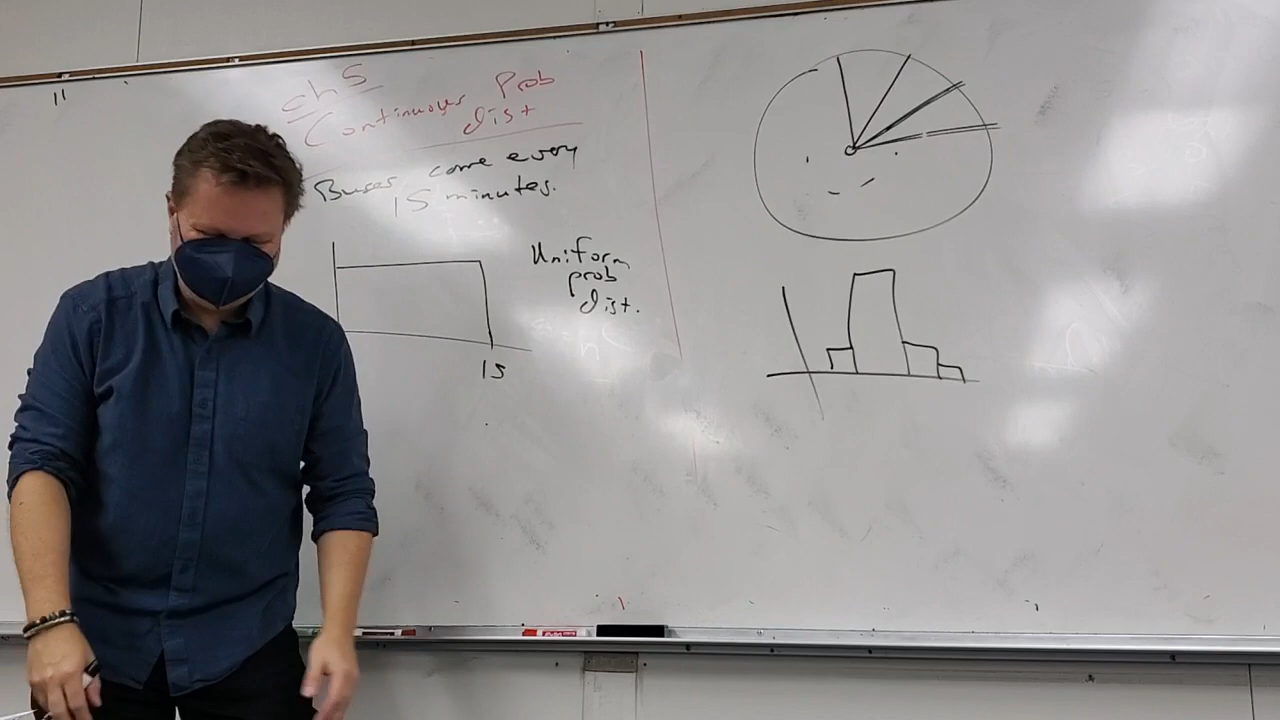 ch 5
Continuous Prob
dist
Buses come every
15 minutes.
Uniform
prob
dist.
15